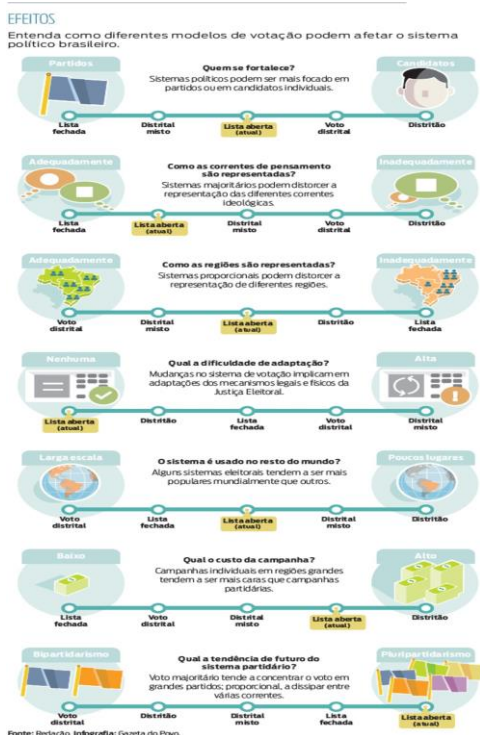 EFEITOS
Entenda como diferentes modelos de votação podem afetar o sistema
político brasileiro.
Partidos
Quem se fortalece?
Candidatos
Sistemas políticos podem ser mais focado em
partidos ou em candidatos individuais.
Lista fechada
Distrital misto
Lista aberta (atual)
Voto distrital
Distritão
Adequadamente
Como as correntes de pensamento
são representadas?
Inadequadamente
Sistemas majoritários podem distorcer a
representação das diferentes correntes
ideológicas.
Lista fechada
Lista aberta (atual)
Distrital misto
Voto distrital
Distritão
Adequadamente
Como as regiões são representadas?
Inadequadamente
Sistemas proporcionais podem distorcer a
representação de diferentes regiões.
Voto distrital
Distrital misto
Lista aberta (atual)
Distritão
Lista fechada
Nenhuma
Qual a dificuldade de adaptação?
Alta
Mudanças no sistema de votação implicam em
adaptações dos mecanismos legais e físicos da
Justiça Eleitoral.
Lista aberta (atual)
Distritão
Lista fechada
Voto distrital
Distrital misto
Larga escala
O sistema é usado no resto do mundo?
Poucos lugares
Alguns sistemas eleitorais tendem a ser mais
populares mundialmente que outros.
Voto distrital
Lista fechada
Lista aberta (atual)
Distrital misto
Distritão
Baixo
Qual o custo da campanha?
Alto
Campanhas individuais em regiões grandes
tendem a ser mais caras que campanhas
partidárias.
Lista fechada
Voto distrital
Distrital misto
Lista aberta (atual)
Distritão
Bipartidarismo
Qual a tendência de futuro do
sistema partidário?
Pluripartidarismo
Voto majoritário tende a concentrar o voto em
grandes partidos; proporcional, a dissipar entre
várias correntes.
Voto distrital
Distritão
Distrital misto
Lista fechada
Lista aberta (atual)
Fonte: Redação. Infografia: Gazeta do Povo.